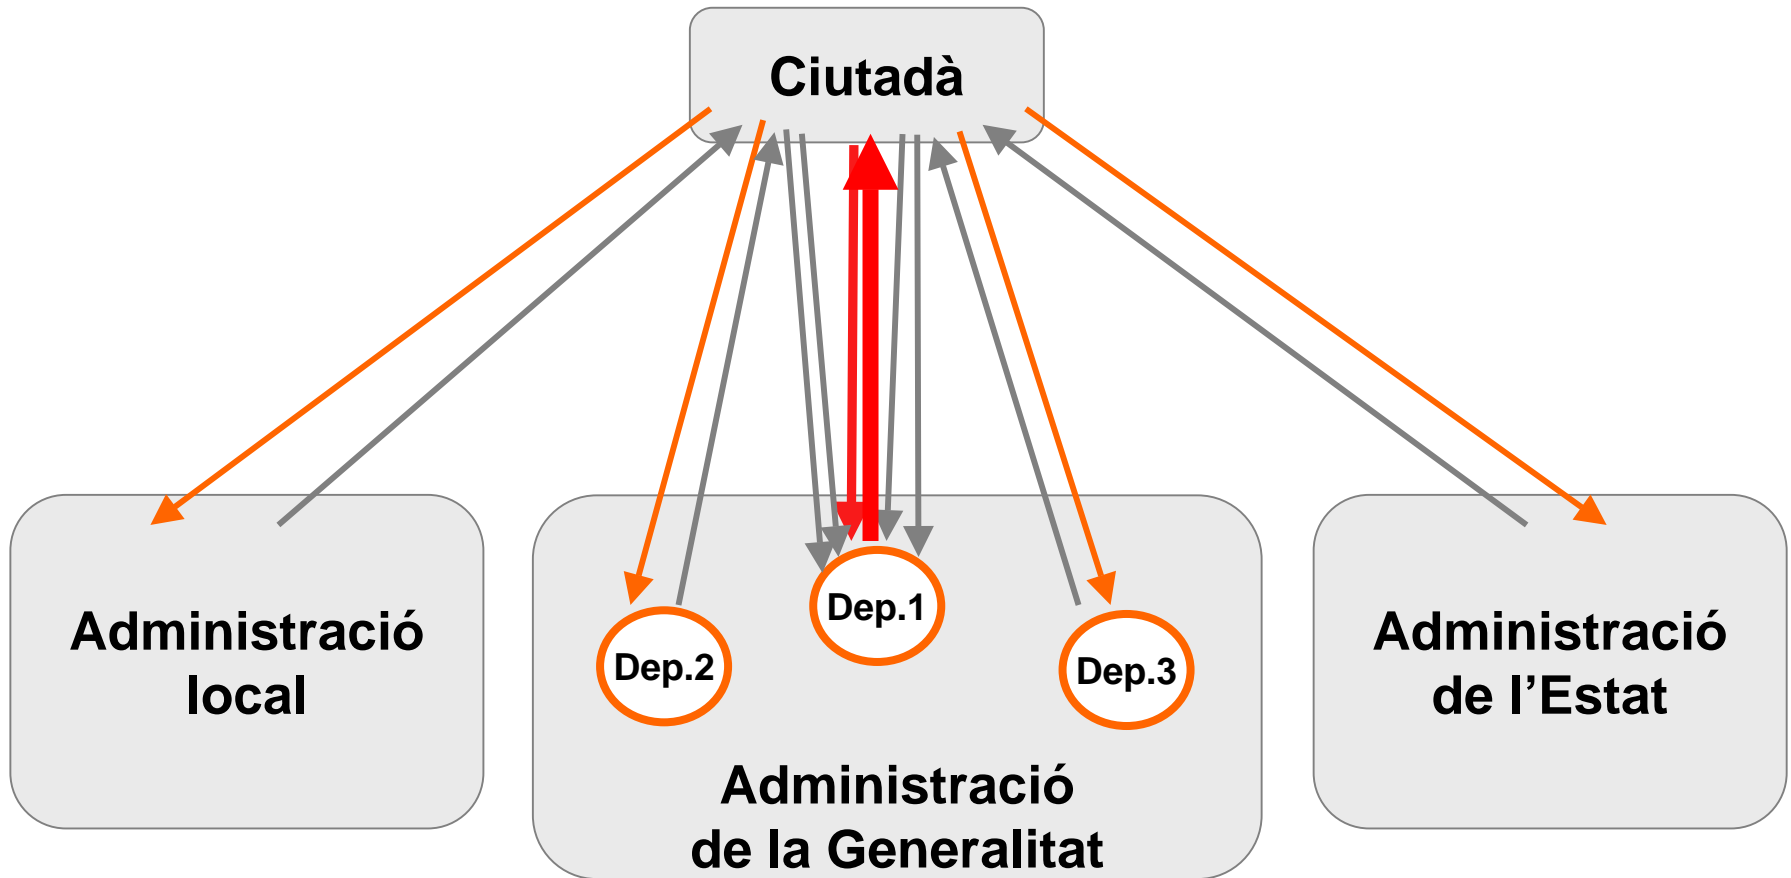 Ciutadà
Administració
local
Dep.2
Dep.1
Dep.3
Administració
de la Generalitat
Administració
de l’Estat